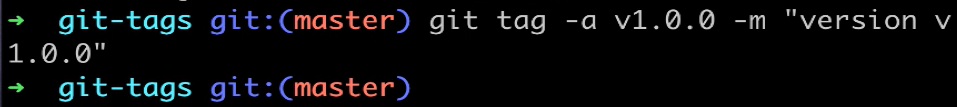 ➜  git-tags git:(master) git tag -a v1.0.0 -m "version v
1.0.0"
➜  git-tags git:(master)